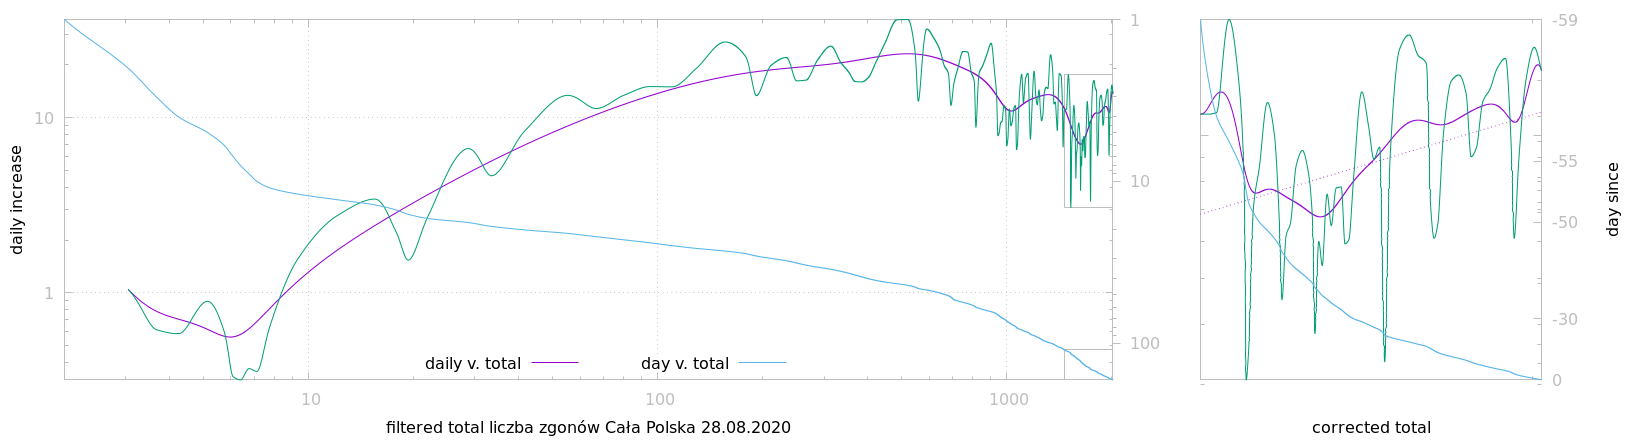 daily increase
10
1
daily v. total
day v. total
1
10
100
10
100
1000
filtered total liczba zgonów Cała Polska 28.08.2020
-59
-55
-50
-30
0
day since
corrected total